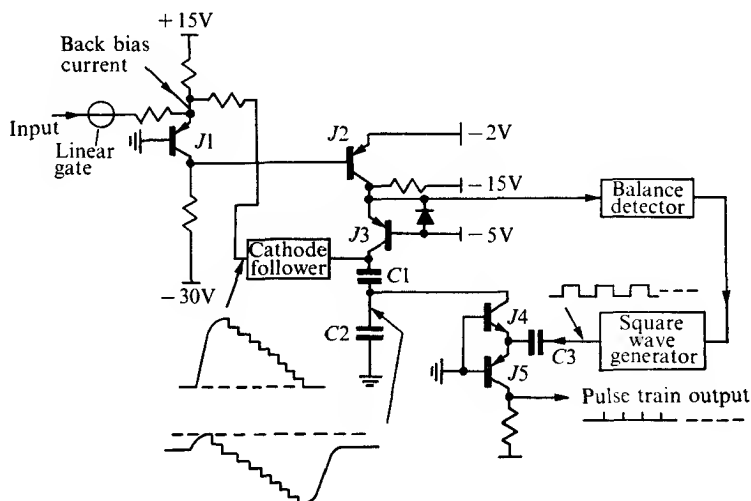 +15V
Back bias
current
Input
Linear
gate
J1
J2
−2V
−15V
Balance
detector
J3
−5V
Cathode
follower
C1
−30V
C2
J4
C3
Square
wave
generator
J5
Pulse train output